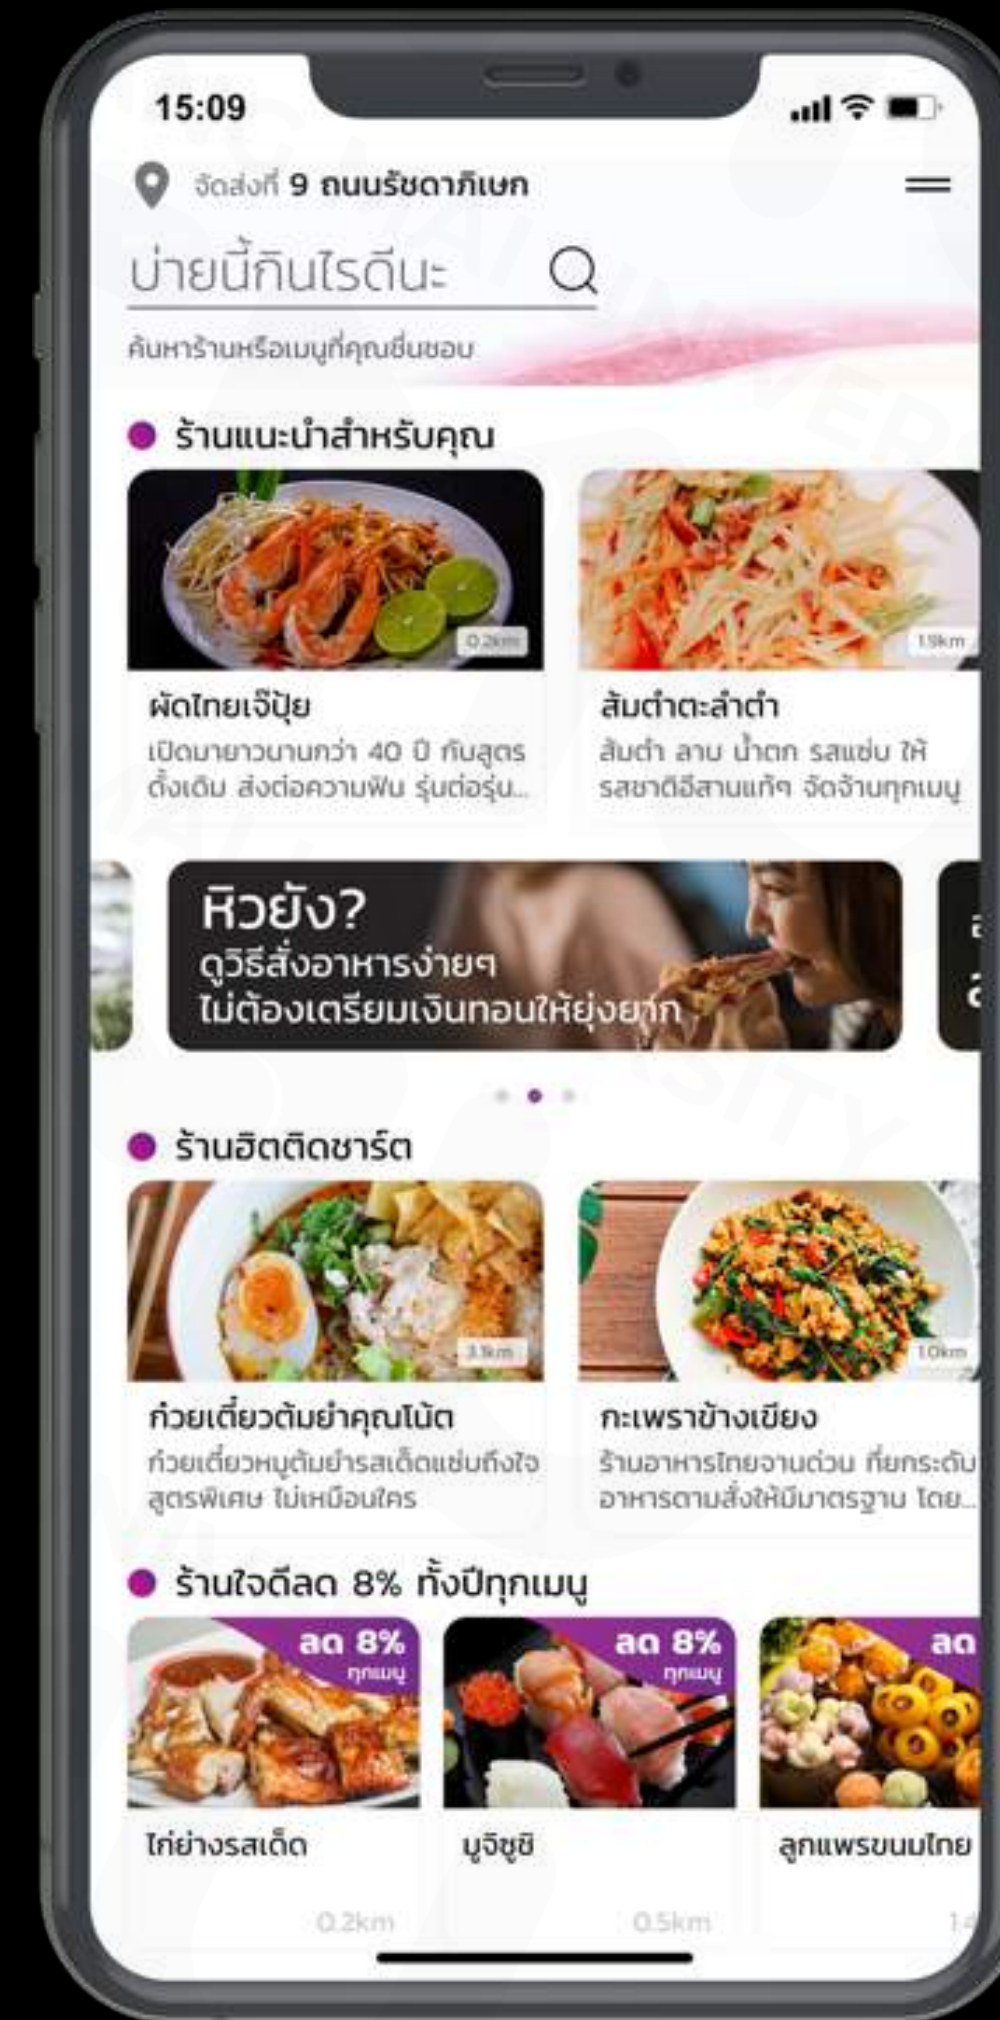 15:09
จัดส่งที่ 9 ถนนรัชดาภิเษก
บ่ายนี้กินไรดีนะ
ค้นหาร้านหรือเมนูที่คุณชื่นชอบ
ร้านแนะนำสำหรับคุณ
0.2km
1.9km
ผัดไทยเจ๊ปุ้ย
เปิดมายาวนานกว่า 40 ปี กับสูตร
ดั้งเดิม ส่งต่อความฟิน รุ่นต่อรุ่น...
ส้มตำตะลำตำ
ส้มตำ ลาบ น้ำตก รสแซ่บ ให้
รสชาติอีสานแท้ๆ จัดจ้านทุกเมนู
หิวยัง?
ดูวิธีสั่งอาหารง่ายๆ
ไม่ต้องเตรียมเงินทอนให้ยุ่งยาก
ร้านฮิตติดชาร์ต
3.1km
1.0km
ก๋วยเตี๋ยวต้มยำคุณโน้ต
ก๋วยเตี๋ยวหมูต้มยำรสเด็ดแซ่บถึงใจ
สูตรพิเศษ ไม่เหมือนใคร
กะเพราข้างเขียง
ร้านอาหารไทยจานด่วน ที่ยกระดับ
อาหารตามสั่งให้มีมาตรฐาน โดย...
ร้านใจดีลด 8% ทั้งปีทุกเมนู
ลด 8%
ทุกเมนู
ลด 8%
ทุกเมนู
ลด
ไก่ย่างรสเด็ด
มูจิซูชิ
ลูกแพรขนมไทย
0.2km
0.5km